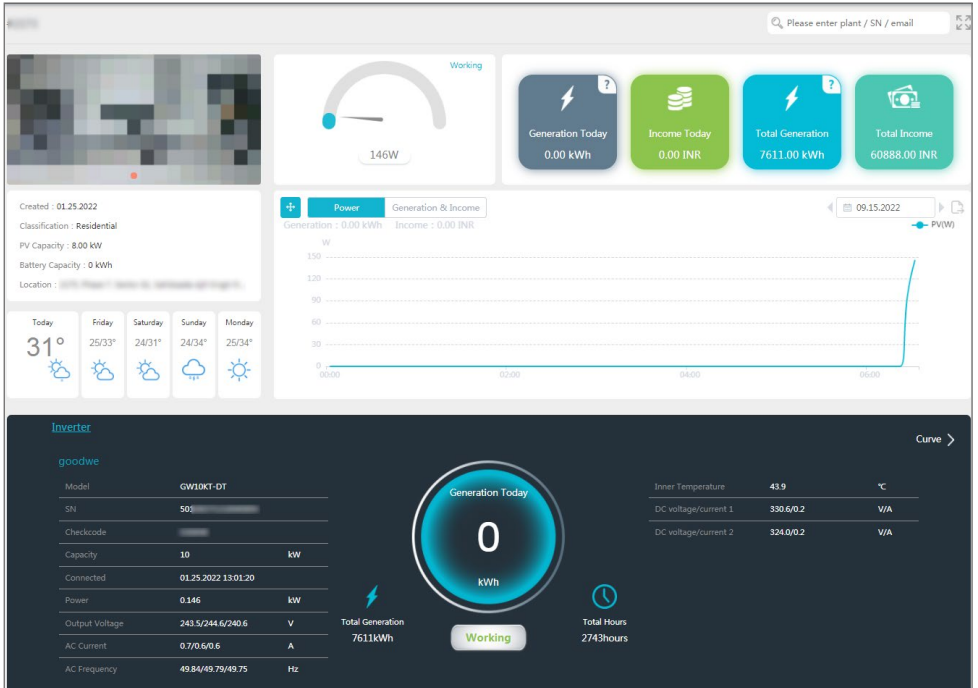 Please enter plant / SN / email
Working
146W
Generation Today
0.00 kWh
?
Income Today
0.00 INR
Total Generation
7611.00 kWh
?
Total Income
60888.00 INR
Created : 01.25.2022
Classification : Residential
PV Capacity : 8.00 kW
Battery Capacity : 0 kWh
Location :
Today Friday Saturday Sunday Monday
31° 25/33° 24/31° 24/34° 25/34°
Power Generation & Income
09.15.2022
Generation : 0.00 kWh Income : 0.00 INR
PV(W)
W
150
120
90
60
30
0
00:00 02:00 04:00 06:00
Inverter
Curve
goodwe
Model GW10KT-DT
SN 501
Checkcode
Capacity 10 kW
Connected 01.25.2022 13:01:20
Power 0.146 kW
Output Voltage 243.5/244.6/240.6 V
AC Current 0.7/0.6/0.6 A
AC Frequency 49.84/49.79/49.75 Hz
Generation Today
0
kWh
Total Generation
7611kWh
Working
Total Hours
2743hours
Inner Temperature 43.9 ℃
DC voltage/current 1 330.6/0.2 V/A
DC voltage/current 2 324.0/0.2 V/A